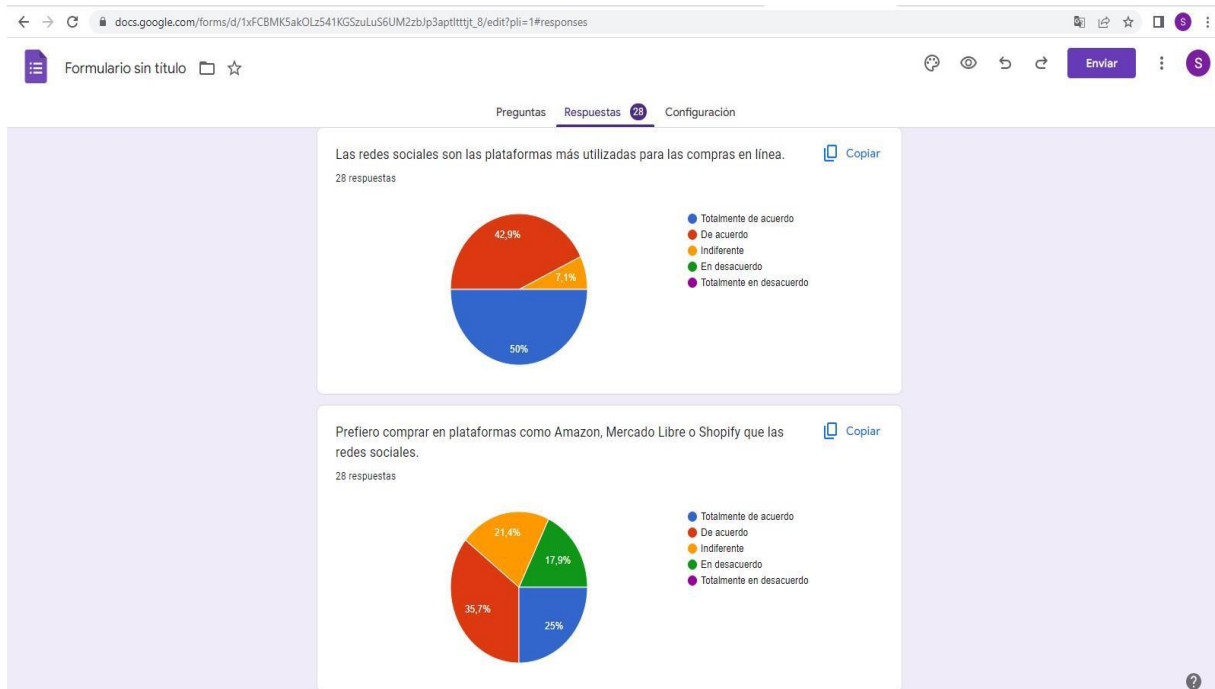 docs.google.com/forms/d/1xFCBMK5akOLz541KGSzuLuS6UM2zbJp3aptItttjt_8/edit?pli=1#responses
S
Formulario sin título
Enviar
S
Preguntas Respuestas 28 Configuración
Las redes sociales son las plataformas más utilizadas para las compras en línea.
Copiar
28 respuestas
42,9%
7,1%
50%
Totalmente de acuerdo
De acuerdo
Indiferente
En desacuerdo
Totalmente en desacuerdo
Prefiero comprar en plataformas como Amazon, Mercado Libre o Shopify que las
redes sociales.
Copiar
28 respuestas
21,4%
17,9%
35,7%
25%
Totalmente de acuerdo
De acuerdo
Indiferente
En desacuerdo
Totalmente en desacuerdo